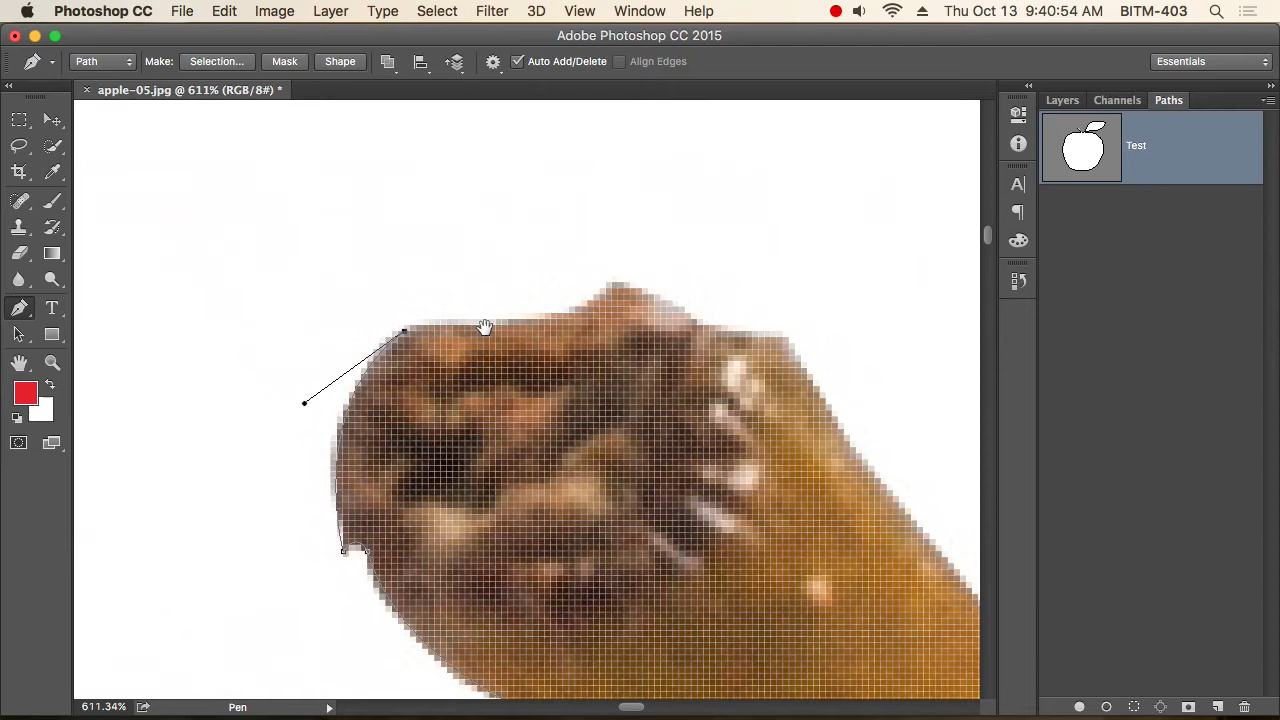 Photoshop CC File Edit Image Layer Type Select Filter 3D View Window Help Thu Oct 13 9:40:54 AM BITM-403
Adobe Photoshop CC 2015
Path Make: Selection... Mask Shape Auto Add/Delete Align Edges Essentials
apple-05.jpg @ 611% (RGB/8#) * Layers Channels Paths
Test
611.34% Pen